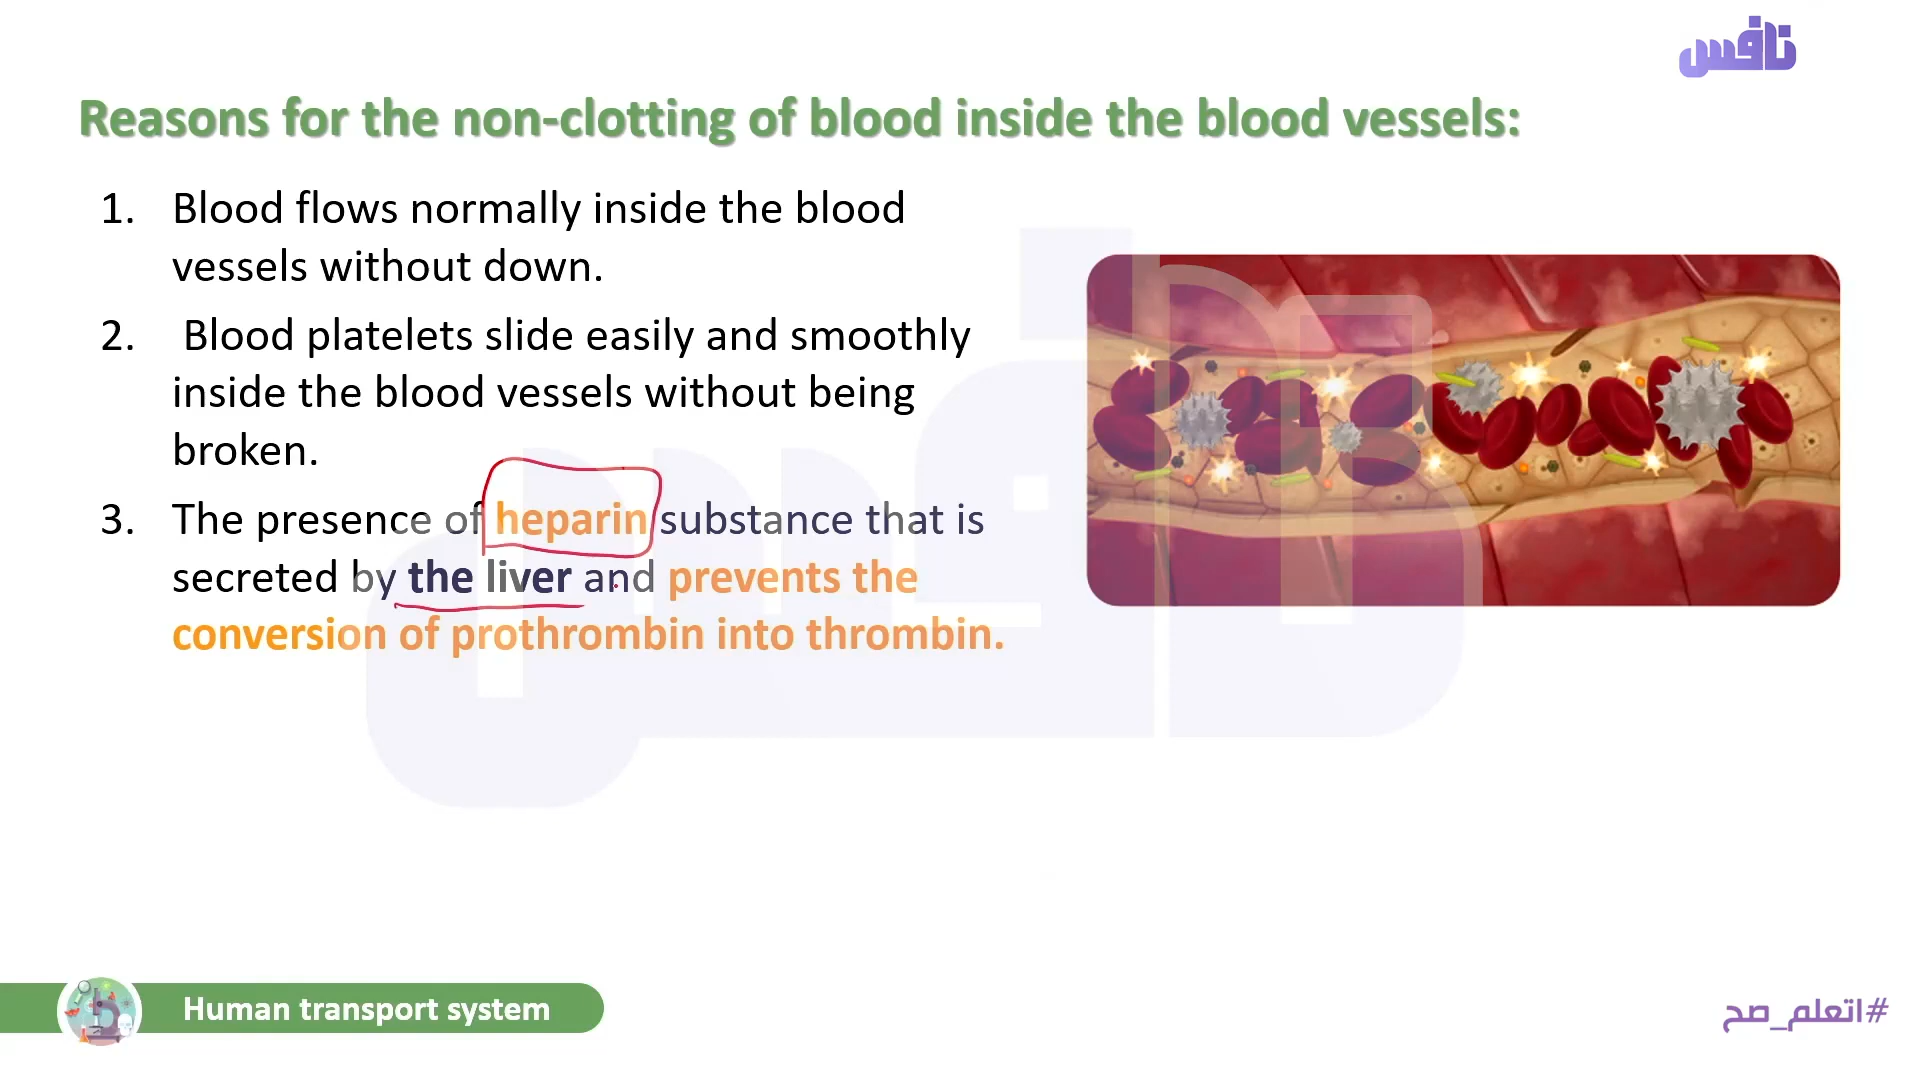 نافس
Reasons for the non-clotting of blood inside the blood vessels:
1. Blood flows normally inside the blood
vessels without down.
2. Blood platelets slide easily and smoothly
inside the blood vessels without being
broken.
3. The presence of heparin substance that is
secreted by the liver and prevents the
conversion of prothrombin into thrombin.
Human transport system
#اتعلم_صح